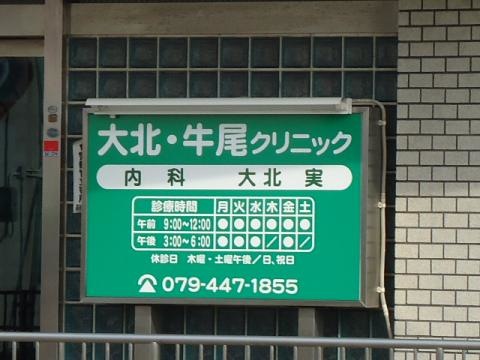 大北・牛尾クリニック
内科 大北 実
診療時間 月 火 水 木 金 土
午前 9:00～12:00 ● ● ● ● ● ●
午後 3:00～6:00 ● ● ● ／ ● ／
休診日 木曜・土曜午後／日、祝日
☎ 079-447-1855